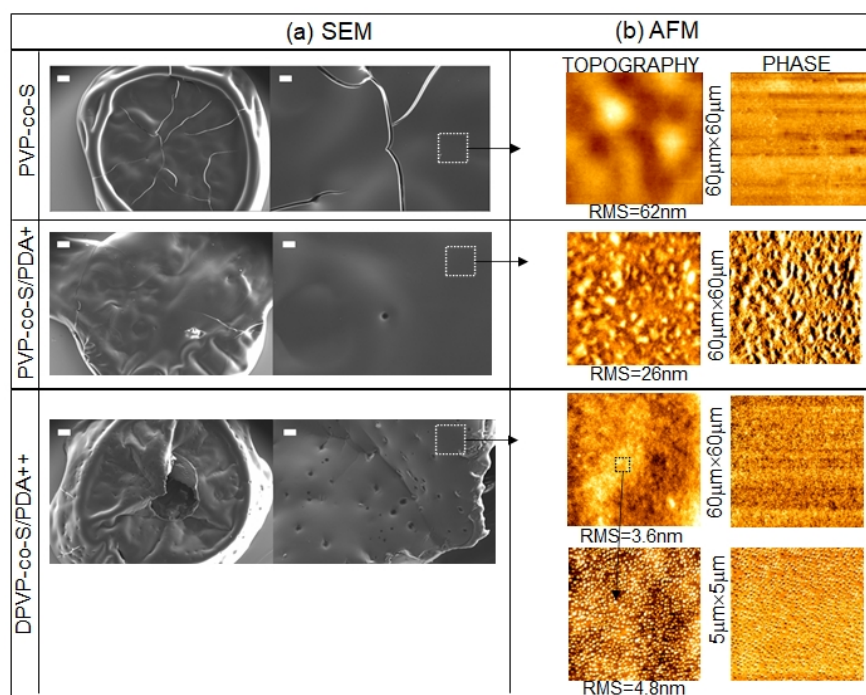 (a) SEM
(b) AFM
PVP-co-S
TOPOGRAPHY
PHASE
60µm×60µm
RMS=62nm
PVP-co-S/PDA+
60µm×60µm
RMS=26nm
DPVP-co-S/PDA++
60µm×60µm
RMS=3.6nm
5µm×5µm
RMS=4.8nm